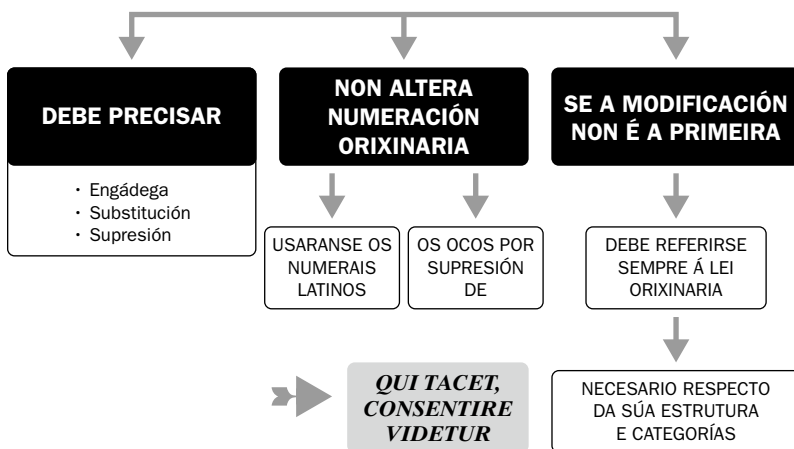 DEBE PRECISAR
· Engádega
· Substitución
· Supresión
NON ALTERA
NUMERACIÓN
ORIXINARIA
USARANSE OS
NUMERAIS
LATINOS
OS OCOS POR
SUPRESIÓN
DE
SE A MODIFICACIÓN
NON É A PRIMEIRA
DEBE REFERIRSE
SEMPRE Á LEI
ORIXINARIA
NECESARIO RESPECTO
DA SÚA ESTRUTURA
E CATEGORÍAS
QUI TACET,
CONSENTIRE
VIDETUR